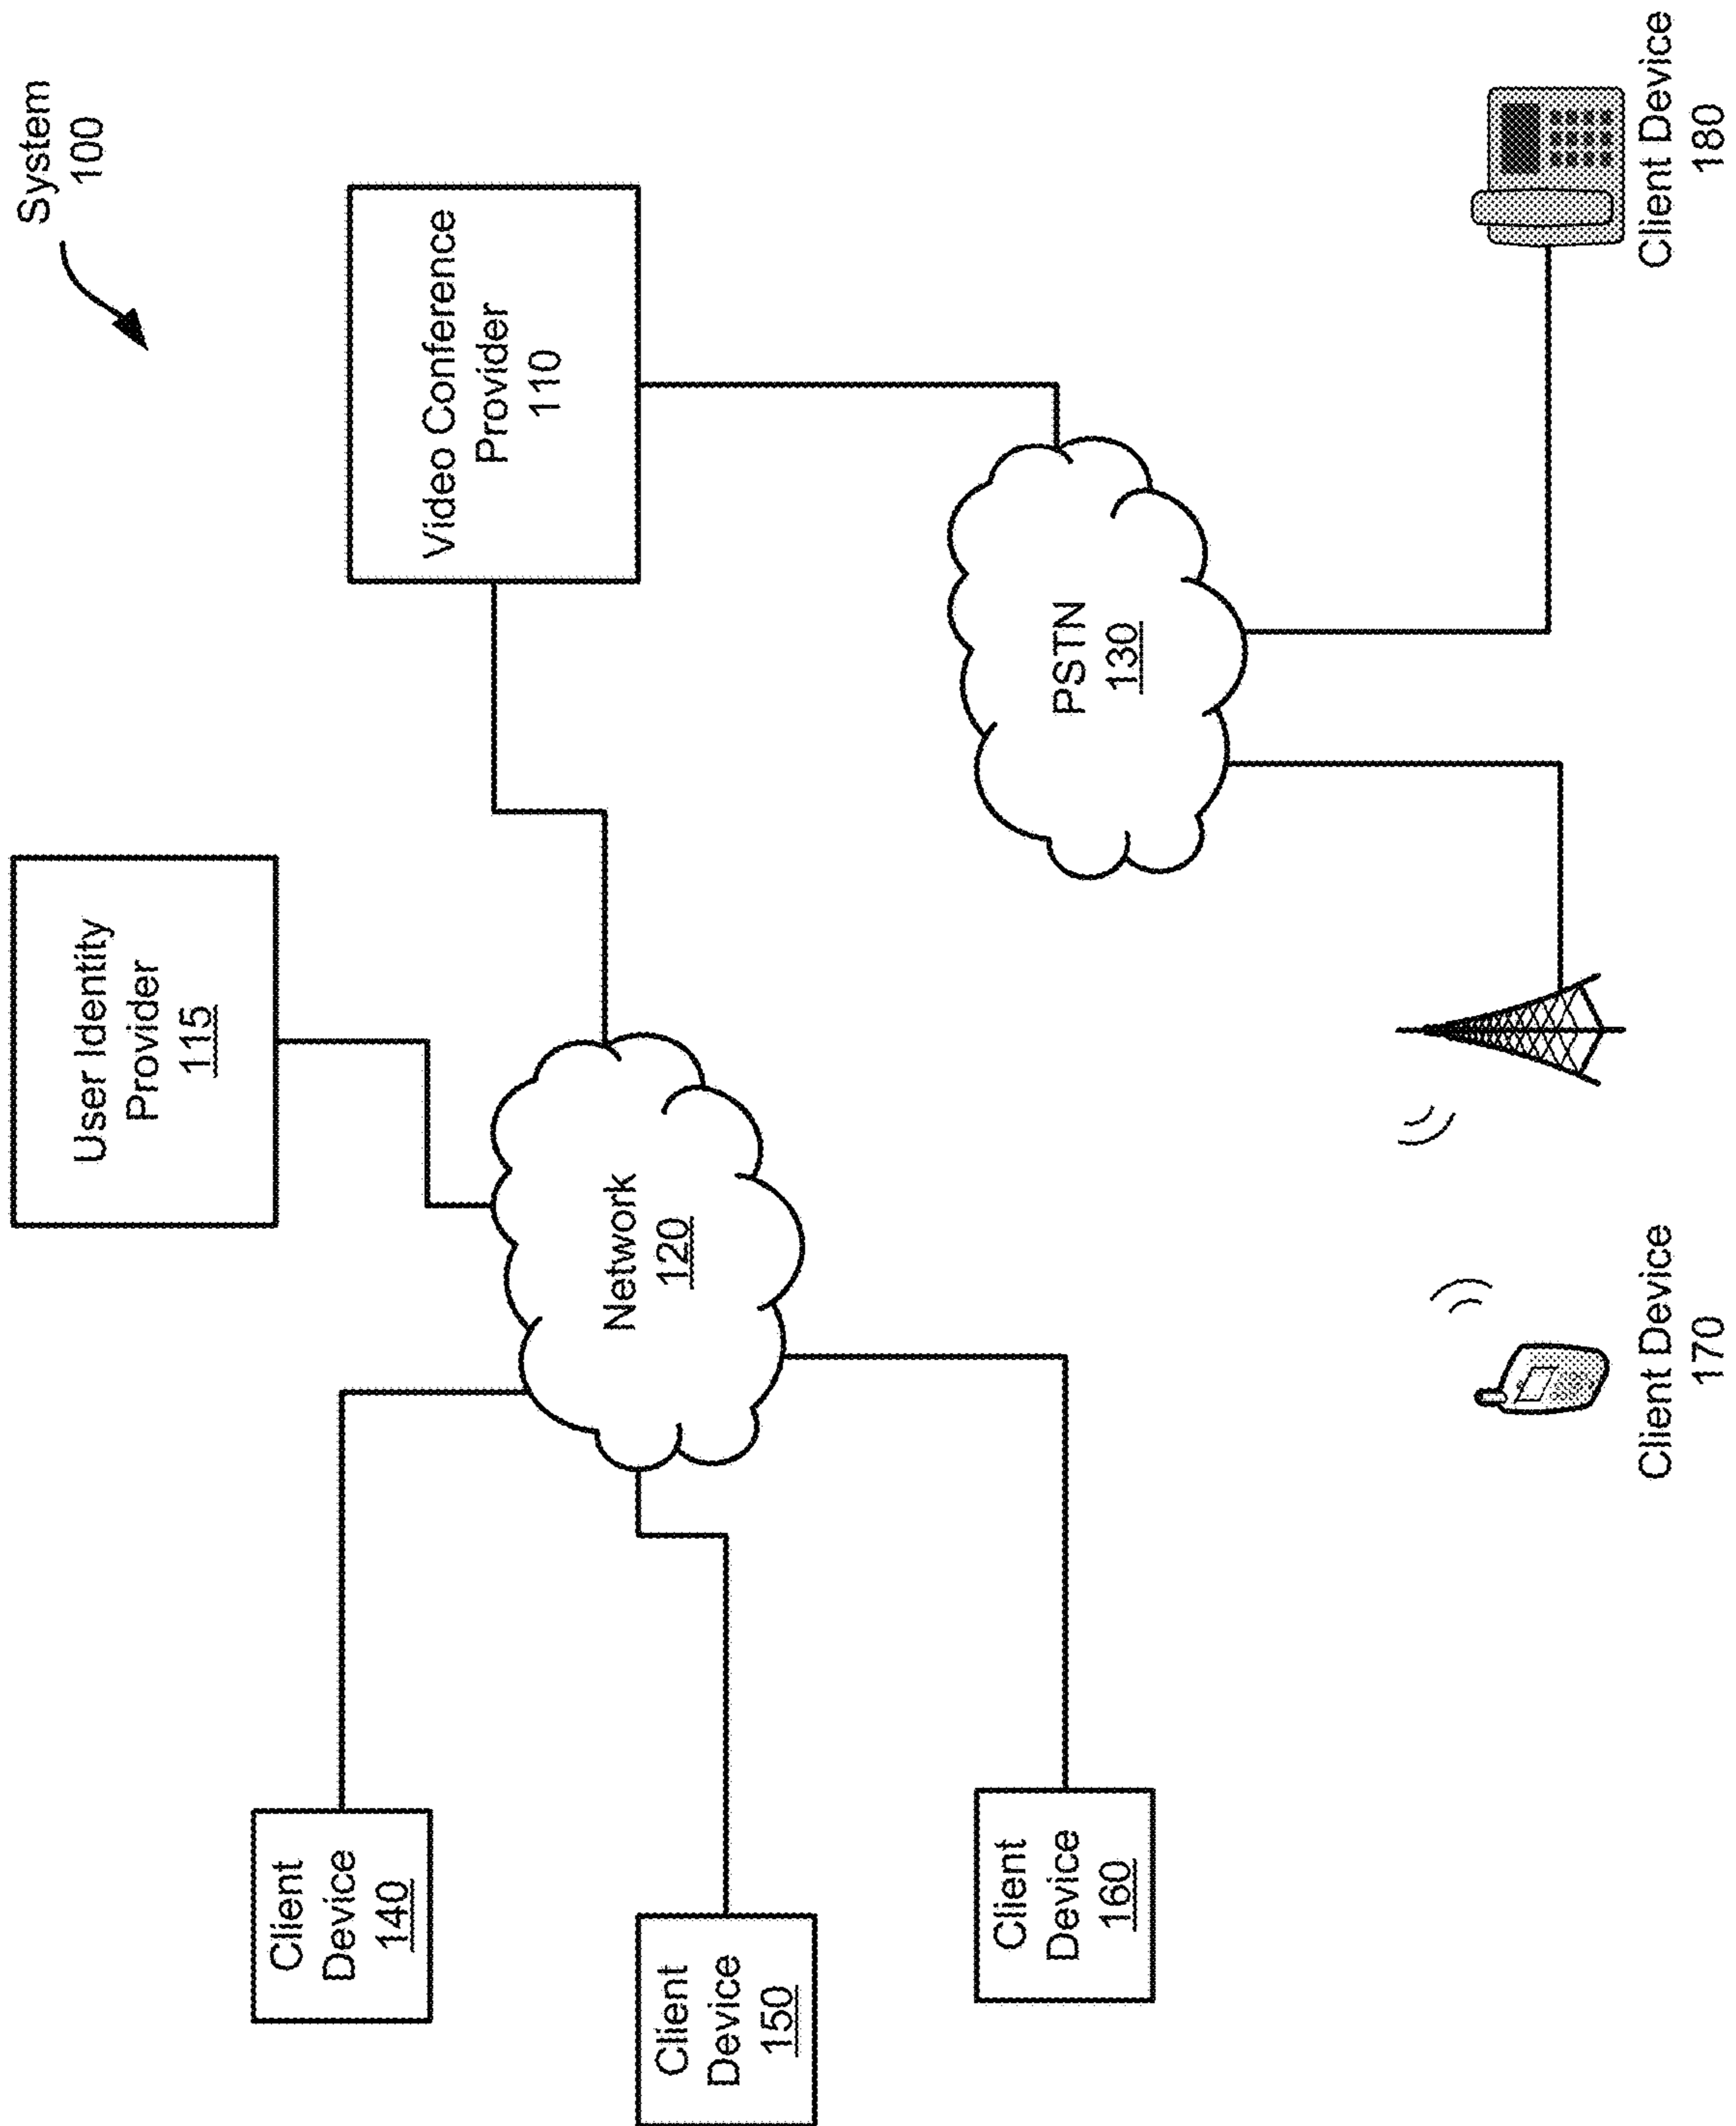 System
100
User Identity
Provider
115
Video Conference
Provider
110
Client
Device
140
Client
Device
150
Client
Device
160
Network
120
PSTN
130
Client Device
170
Client Device
180